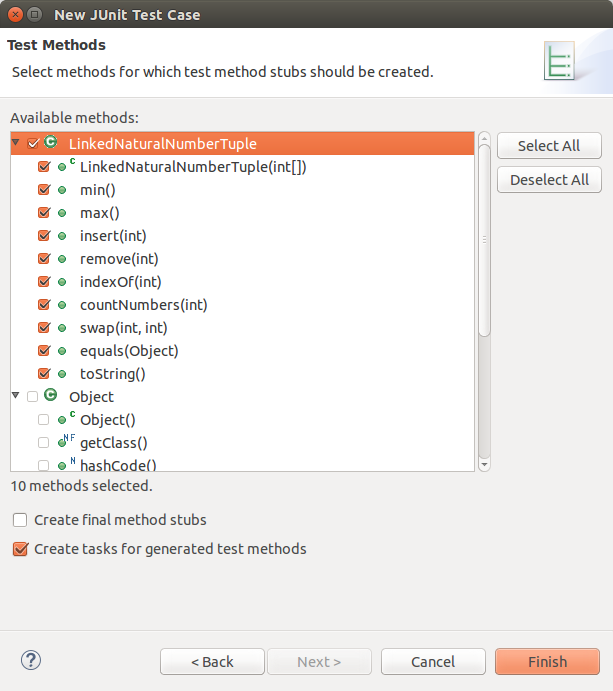 New JUnit Test Case
Test Methods
Select methods for which test method stubs should be created.
Available methods:
C LinkedNaturalNumberTuple
C LinkedNaturalNumberTuple(int[])
min()
max()
insert(int)
remove(int)
indexOf(int)
countNumbers(int)
swap(int, int)
equals(Object)
toString()
C Object
C Object()
N F getClass()
N hashCode()
Select All
Deselect All
10 methods selected.
Create final method stubs
Create tasks for generated test methods
? < Back Next > Cancel Finish